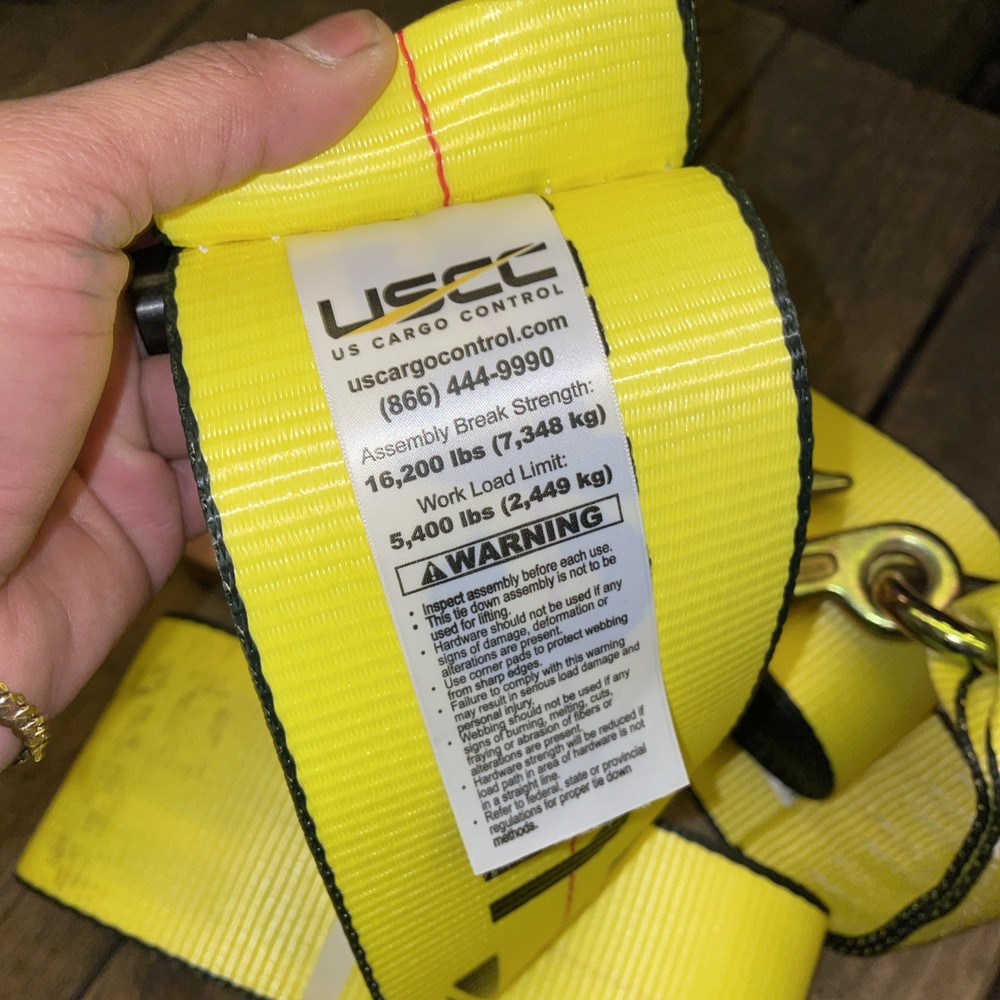 USCC
US CARGO CONTROL
uscargocontrol.com
(866) 444-9990
Assembly Break Strength:
16,200 lbs (7,348 kg)
Work Load Limit:
5,400 lbs (2,449 kg)
WARNING
• Inspect assembly before each use.
• This tie down assembly is not to be
used for lifting.
• Hardware should not be used if any
signs of damage, deformation or
alterations are present.
• Use corner pads to protect webbing
from sharp edges.
• Failure to comply with this warning
may result in serious load damage and
personal injury.
• Webbing should not be used if any
signs of burning, melting, cuts,
fraying or abrasion of fibers or
alterations are present.
• Hardware strength will be reduced if
load path in area of hardware is not
in a straight line.
• Refer to federal, state or provincial
regulations for proper tie down
methods.